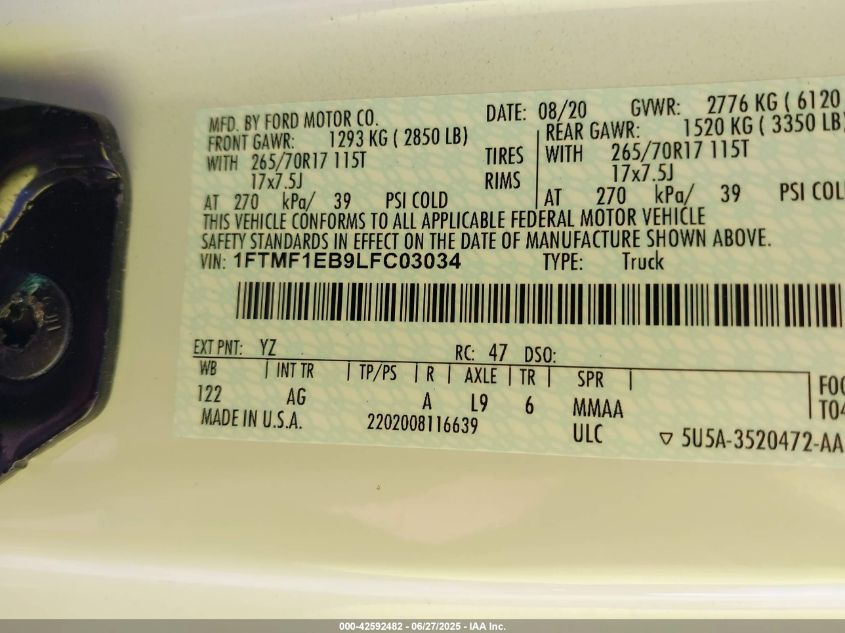 MFD. BY FORD MOTOR CO.
DATE: 08/20 GVWR: 2776 KG ( 6120
FRONT GAWR: 1293 KG ( 2850 LB) REAR GAWR: 1520 KG ( 3350 LB)
WITH 265/70R17 115T TIRES WITH 265/70R17 115T
17x7.5J RIMS 17x7.5J
AT 270 kPa/ 39 PSI COLD AT 270 kPa/ 39 PSI COL
THIS VEHICLE CONFORMS TO ALL APPLICABLE FEDERAL MOTOR VEHICLE
SAFETY STANDARDS IN EFFECT ON THE DATE OF MANUFACTURE SHOWN ABOVE.
VIN: 1FTMF1EB9LFC03034 TYPE: Truck
EXT PNT: YZ RC: 47 DSO:
WB | INT TR | TP/PS | R | AXLE | TR | SPR |
122 AG A L9 6 MMAA
FOC
T04
MADE IN U.S.A. 2202008116639 ULC ▽ 5U5A-3520472-AA
000-42592482 - 06/27/2025 - IAA Inc.